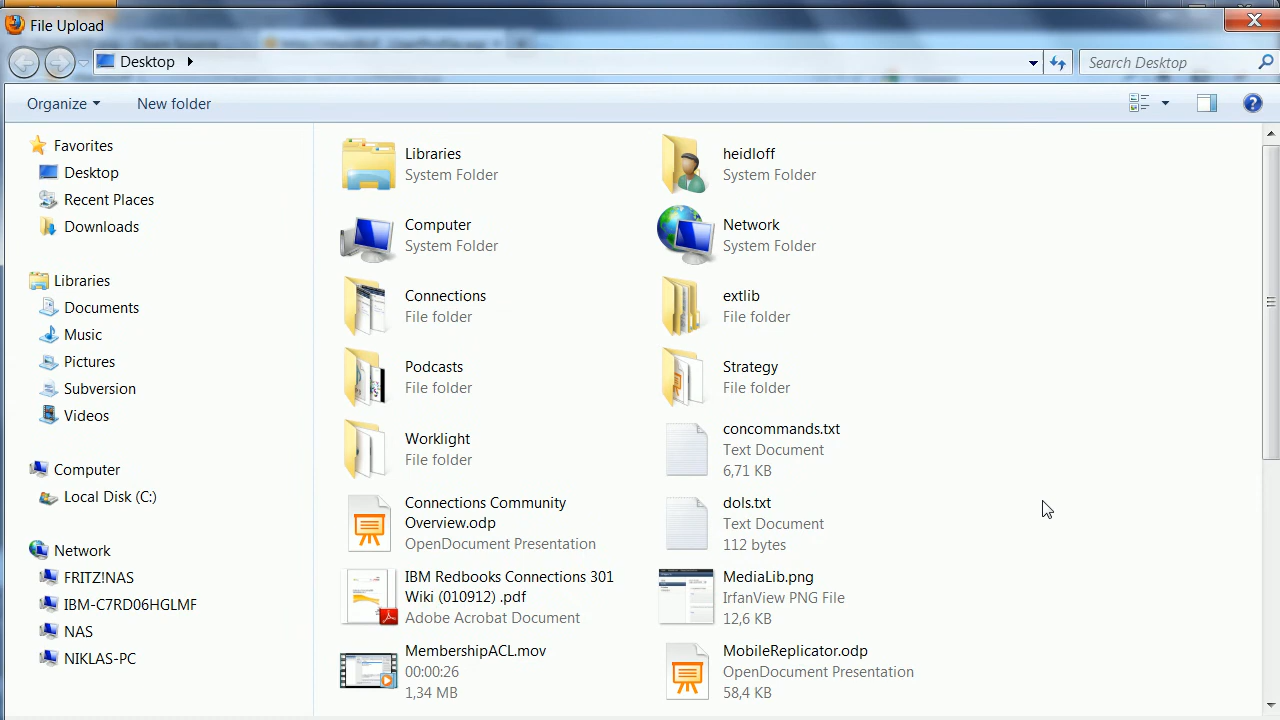 File Upload
Desktop
Search Desktop
Organize
New folder
Favorites
Desktop
Recent Places
Downloads
Libraries
Documents
Music
Pictures
Subversion
Videos
Computer
Local Disk (C:)
Network
FRITZ!NAS
IBM-C7RD06HGLMF
NAS
NIKLAS-PC
Libraries
System Folder
heidloff
System Folder
Computer
System Folder
Network
System Folder
Connections
File folder
extlib
File folder
Podcasts
File folder
Strategy
File folder
Worklight
File folder
concommands.txt
Text Document
6,71 KB
Connections Community
Overview.odp
OpenDocument Presentation
dols.txt
Text Document
112 bytes
IBM Redbooks Connections 301
Wiki (010912) .pdf
Adobe Acrobat Document
MediaLib.png
IrfanView PNG File
12,6 KB
MembershipACL.mov
00:00:26
1,34 MB
MobileReplicator.odp
OpenDocument Presentation
58,4 KB